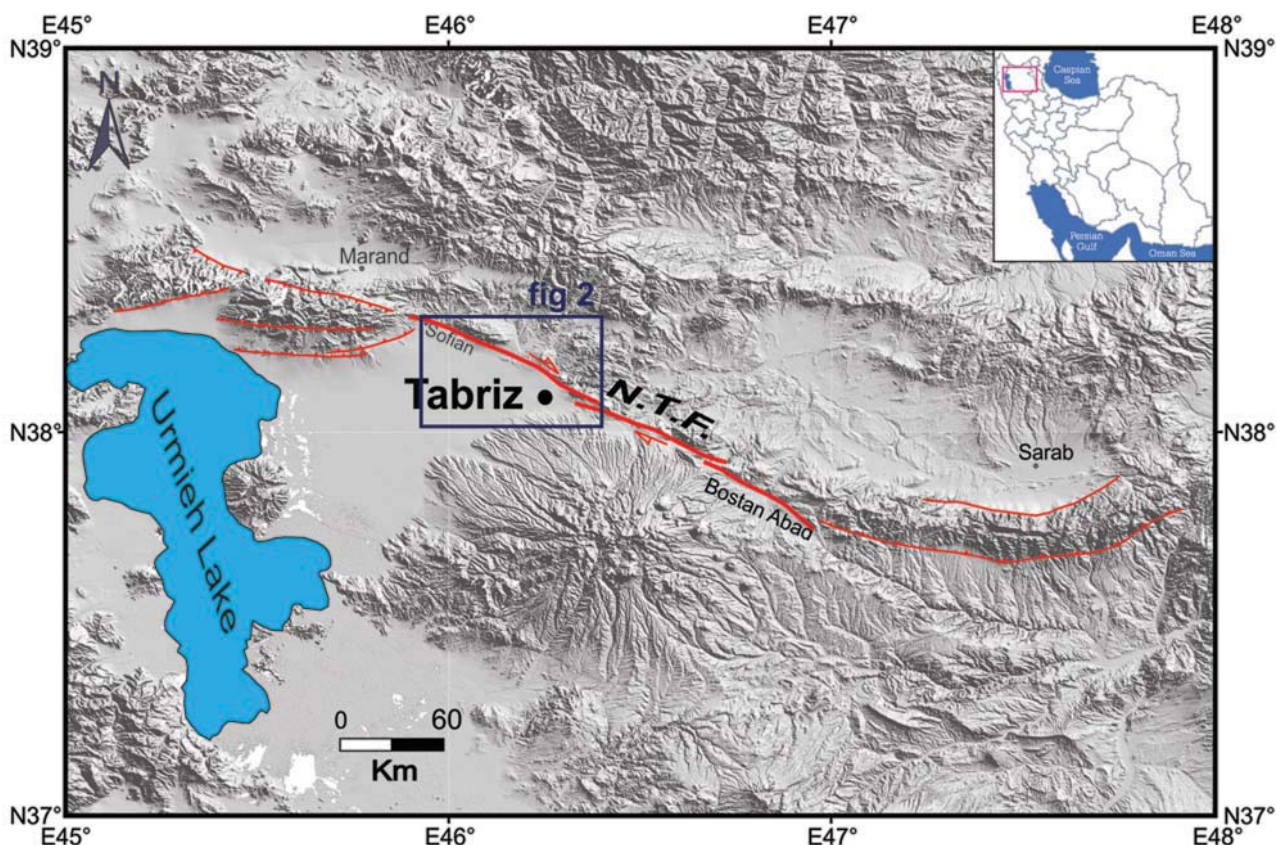 E45° E46° E47° E48°
N39° N39°
Caspian
Sea
N
Persian
Gulf
Oman Sea
Marand
fig 2
Sofian
Tabriz
N.T.F.
N38° N38°
Sarab
Urmieh Lake
Bostan Abad
0 60
Km
N37° N37°
E45° E46° E47° E48°